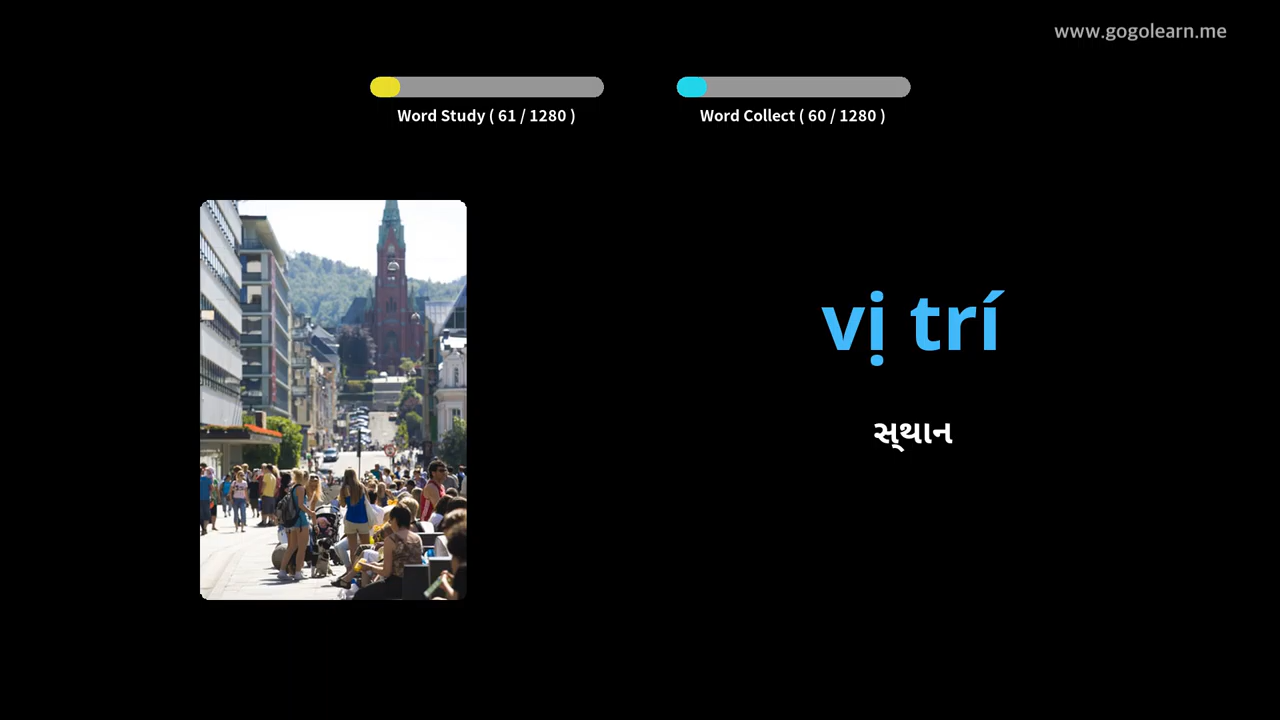 www.gogolearn.me
Word Study ( 61 / 1280 )
Word Collect ( 60 / 1280 )
vị trí
સ્થાન